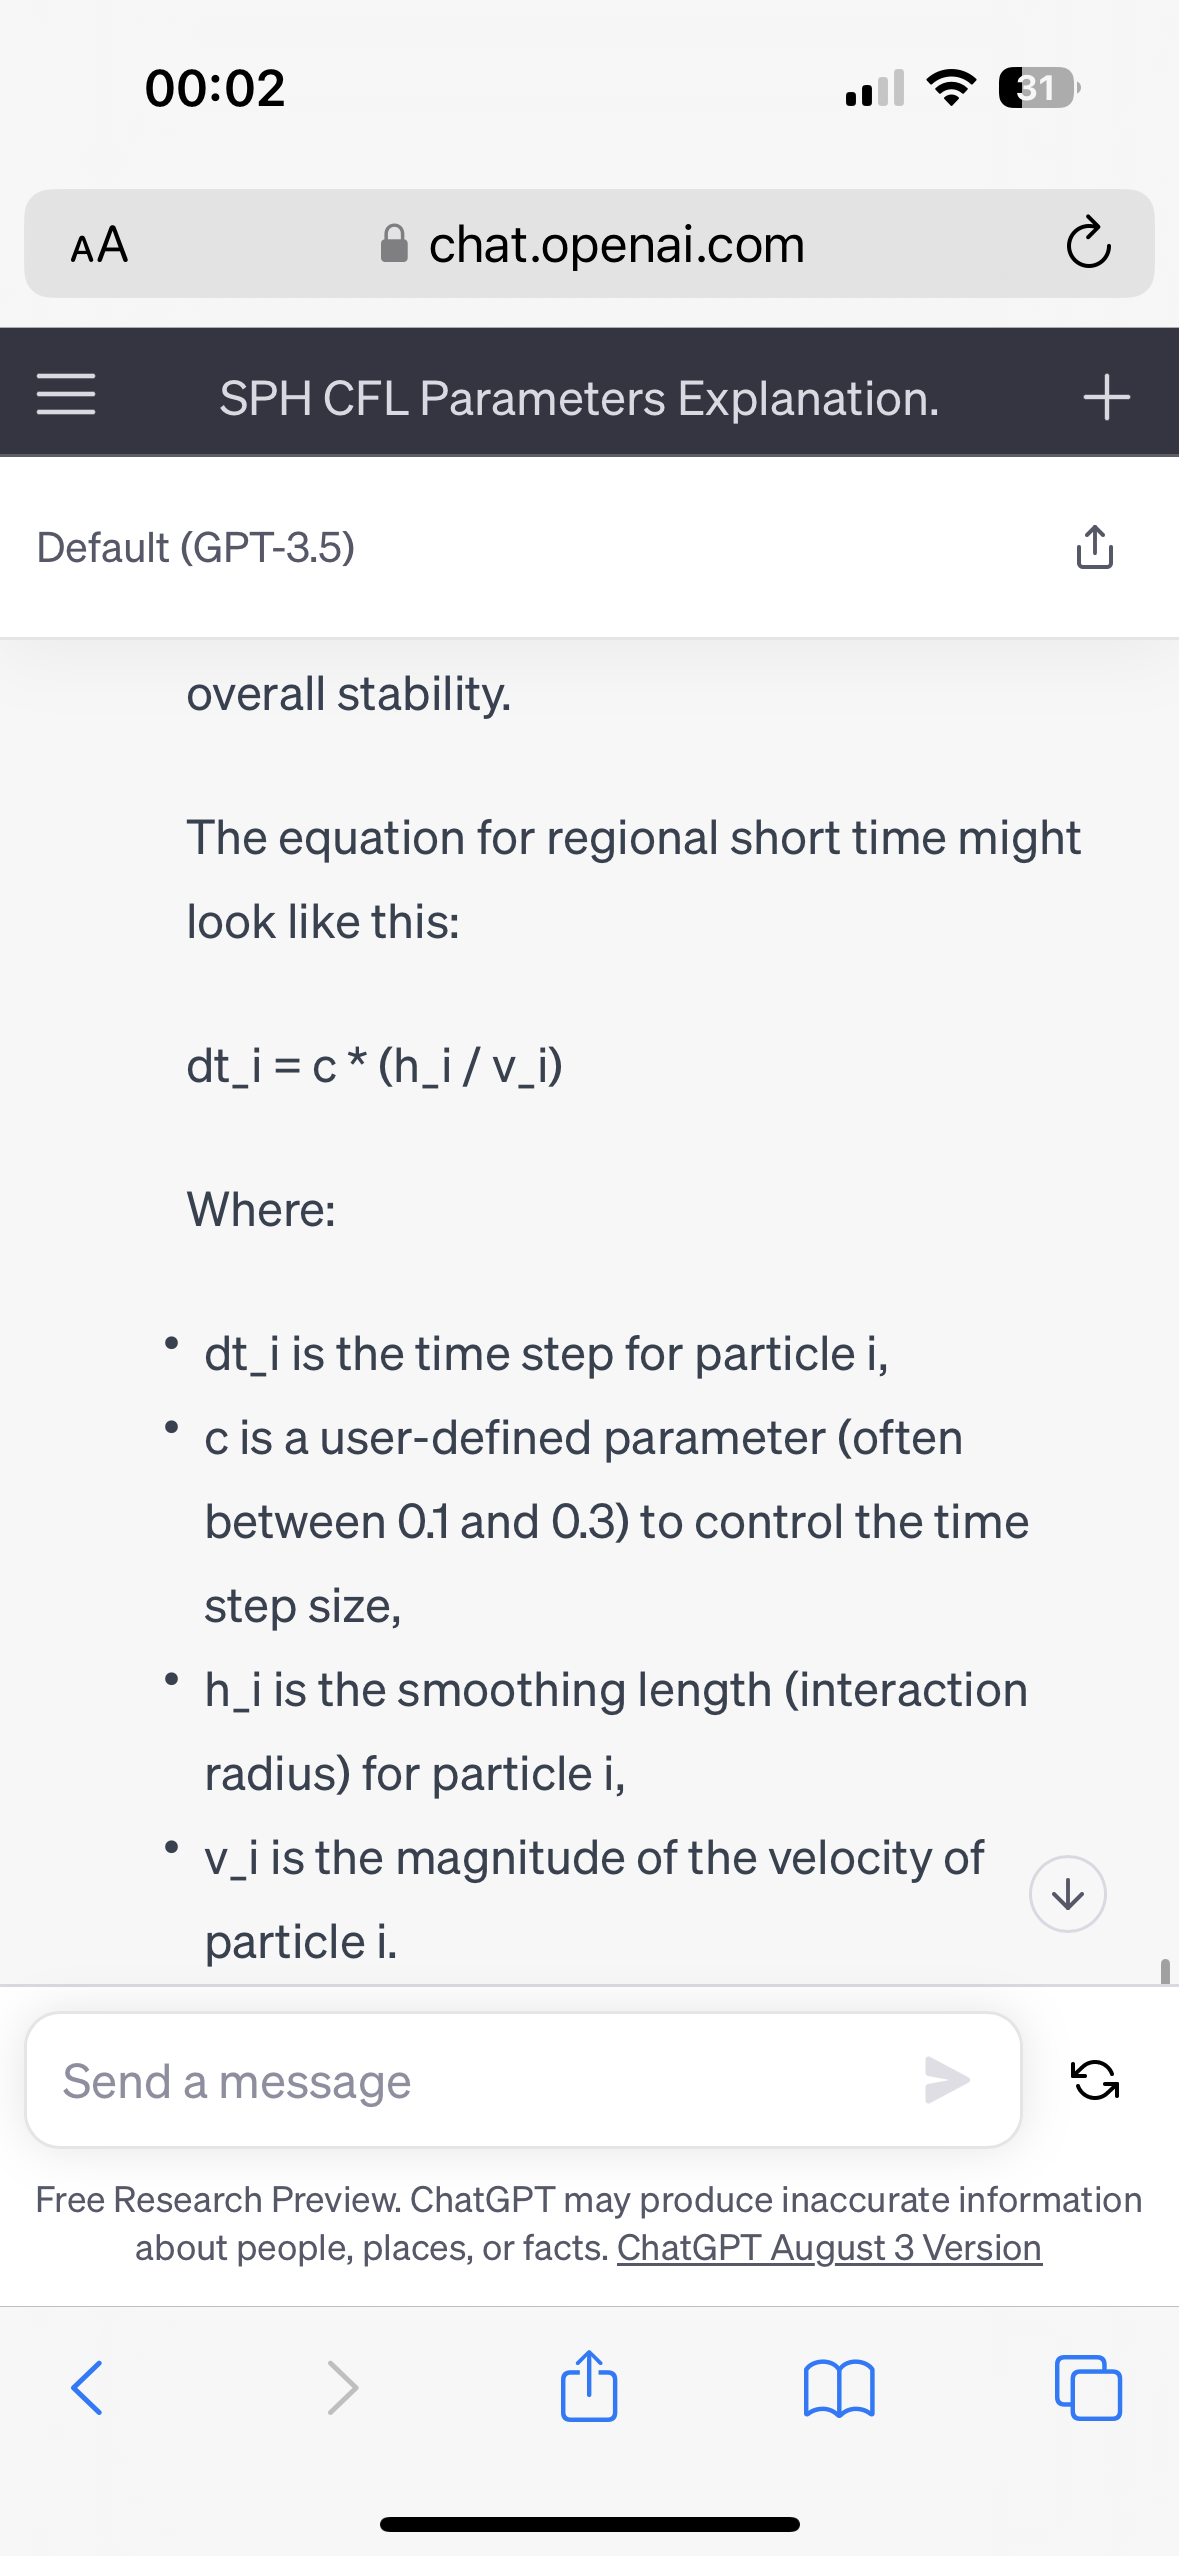 00:02
31
AA
chat.openai.com
SPH CFL Parameters Explanation.
Default (GPT-3.5)
overall stability.
The equation for regional short time might
look like this:
dt_i = c * (h_i / v_i)
Where:
• dt_i is the time step for particle i,
• c is a user-defined parameter (often
between 0.1 and 0.3) to control the time
step size,
• h_i is the smoothing length (interaction
radius) for particle i,
• v_i is the magnitude of the velocity of
particle i.
Send a message
Free Research Preview. ChatGPT may produce inaccurate information
about people, places, or facts. ChatGPT August 3 Version